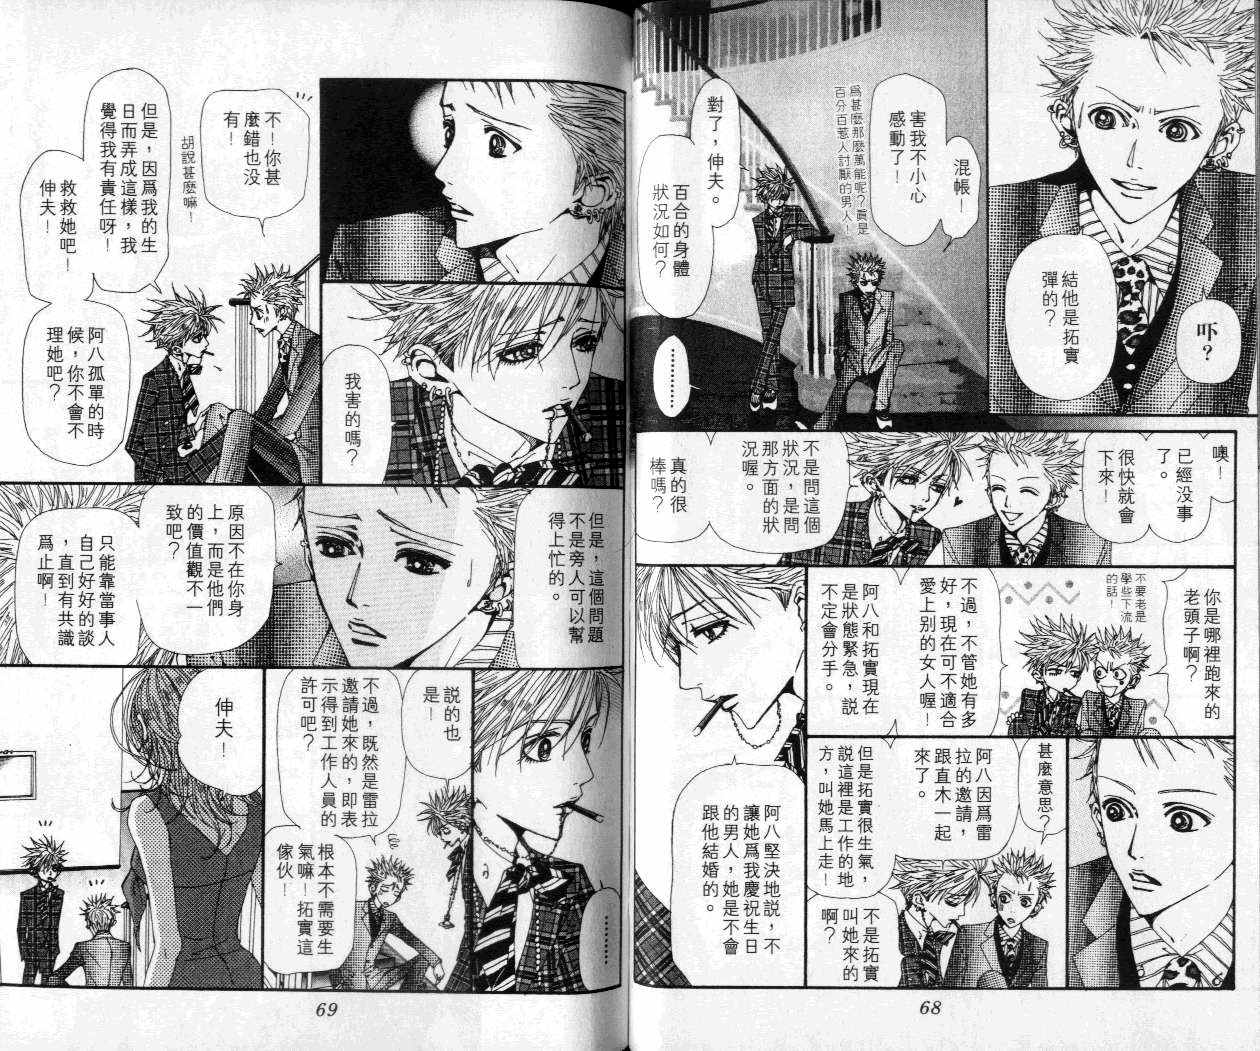 嚇?
結他是拓實
彈的?
混帳—
害我不小心
感動了!
為甚麼那麼萬能呢?真是
百分百惹人討厭的男人!
對了,伸夫。
百合的身體
狀況如何?
…………
噢!
已經沒事
了。
很快就會
下來!
不是問這個
狀況,是問
那方面的狀
況喔。
真的很
棒嗎?
你是哪裡跑來的
老頭子啊?
不要老是
學些下流
的話!
不過,不管她有多
好,現在可不適合
愛上別的女人喔!
阿八和拓實現在
是狀態緊急,説
不定會分手。
甚麼意思?
阿八因為雷
拉的邀請,
跟直木一起
來了。
但是拓實很生氣,
説這裡是工作的地
方,叫她馬上走!
不是拓實
叫她來的
啊?
阿八堅決地説,不
讓她為我慶祝生日
的男人,她是不會
跟他結婚的。
68
我害的嗎?
不!你甚
麼錯也沒
有!
胡說甚麼嘛!
但是,因為我的生
日而弄成這樣,我
覺得我有責任呀!
救救她吧!
伸夫!
阿八孤單的時
候,你不會不
理她吧?
但是,這個問題
不是旁人可以幫
得上忙的。
原因不在你身
上,而是他們
的價值觀不一
致吧?
只能靠當事人
自己好好的談
,直到有共識
為止啊!
………
説的也
是!
不過,既然是雷拉
邀請她來的,即表
示得到工作人員的
許可吧?
根本不需要生
氣嘛!拓實這
傢伙!
伸夫!
69